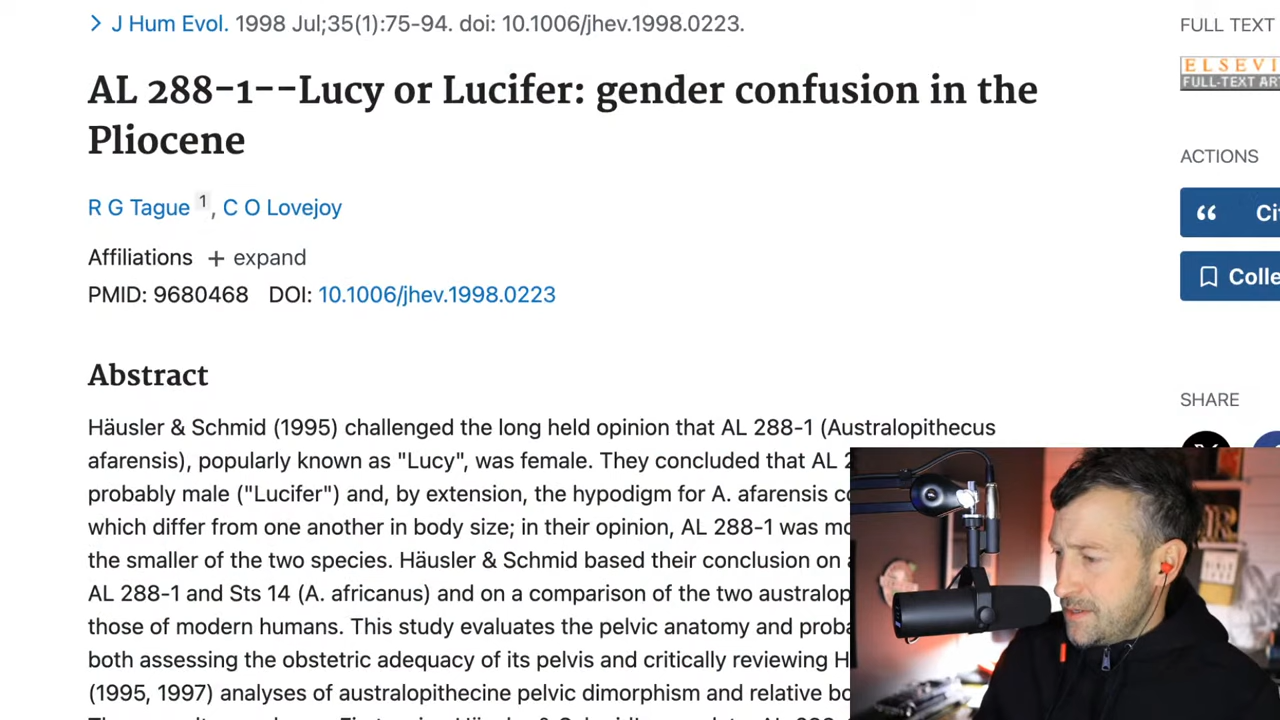 J Hum Evol. 1998 Jul;35(1):75-94. doi: 10.1006/jhev.1998.0223.
AL 288-1--Lucy or Lucifer: gender confusion in the
Pliocene
R G Tague 1, C O Lovejoy
Affiliations + expand
PMID: 9680468 DOI: 10.1006/jhev.1998.0223
Abstract
Häusler & Schmid (1995) challenged the long held opinion that AL 288-1 (Australopithecus
afarensis), popularly known as "Lucy", was female. They concluded that AL
probably male ("Lucifer") and, by extension, the hypodigm for A. afarensis
which differ from one another in body size; in their opinion, AL 288-1 was
the smaller of the two species. Häusler & Schmid based their conclusion on
AL 288-1 and Sts 14 (A. africanus) and on a comparison of the two
those of modern humans. This study evaluates the pelvic anatomy and
both assessing the obstetric adequacy of its pelvis and critically reviewing
(1995, 1997) analyses of australopithecine pelvic dimorphism and relative
FULL TEXT
ELSEVI
FULL-TEXT
ACTIONS
Cit
Colle
SHARE